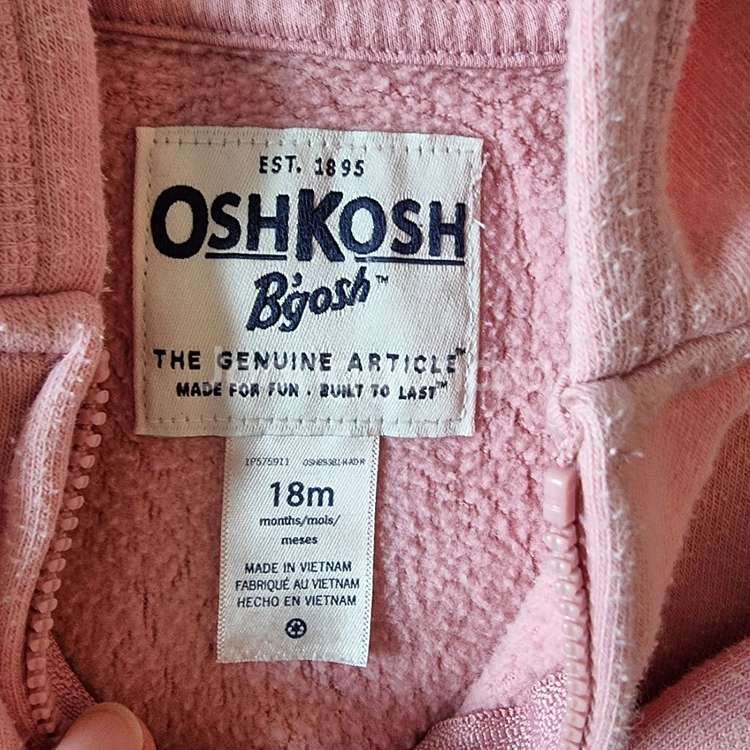 EST. 1895
OSHKOSH
B'gosh™
THE GENUINE ARTICLE™
MADE FOR FUN . BUILT TO LAST™
18m
months/mois/
meses
MADE IN VIETNAM
FABRIQUÉ AU VIETNAM
HECHO EN VIETNAM